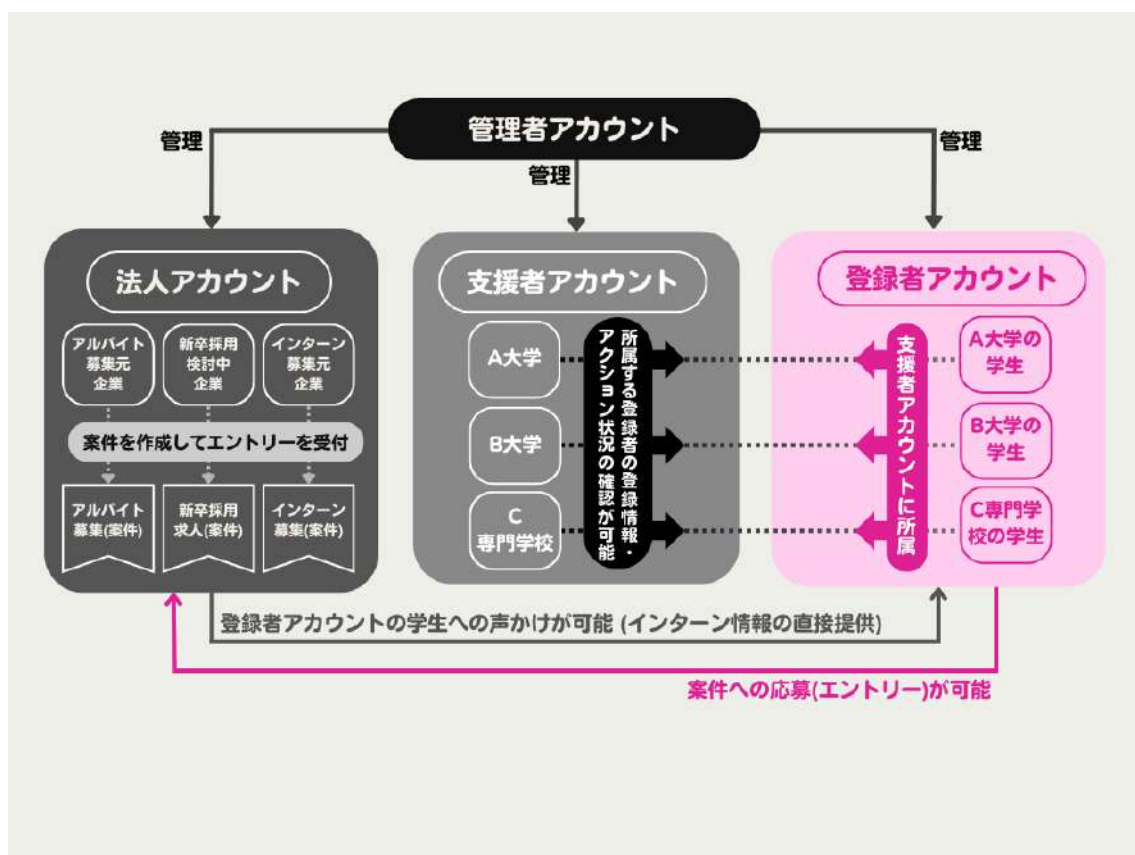 管理者アカウント
管理
管理
管理
法人アカウント
アルバイト
募集元
企業
新卒採用
検討中
企業
インターン
募集元
企業
案件を作成してエントリーを受付
アルバイト
募集(案件)
新卒採用
求人(案件)
インターン
募集(案件)
支援者アカウント
A大学
B大学
C
専門学校
所属する登録者の登録情報・
アクション状況の確認が可能
登録者アカウント
支援者アカウントに所属
A大学の
学生
B大学の
学生
C専門学
校の学生
登録者アカウントの学生への声かけが可能 (インターン情報の直接提供)
案件への応募(エントリー)が可能